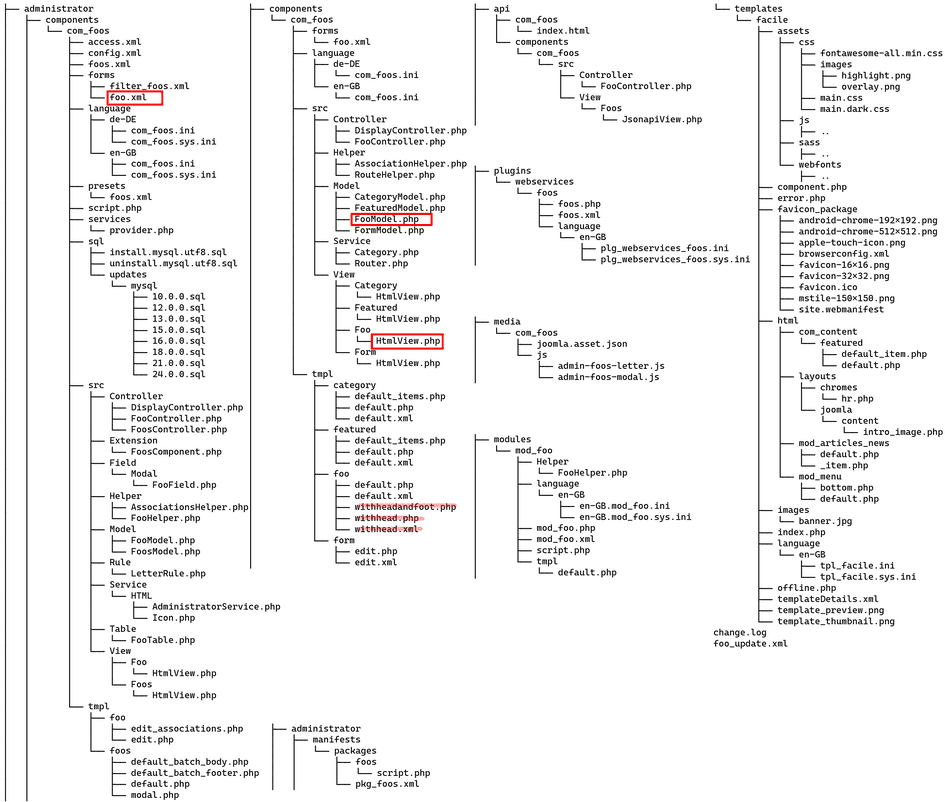 administrator
components
com_foos
access.xml
config.xml
foos.xml
forms
filter_foos.xml
foo.xml
language
de-DE
com_foos.ini
com_foos.sys.ini
en-GB
com_foos.ini
com_foos.sys.ini
presets
foos.xml
script.php
services
provider.php
sql
install.mysql.utf8.sql
uninstall.mysql.utf8.sql
updates
mysql
10.0.0.sql
12.0.0.sql
13.0.0.sql
15.0.0.sql
16.0.0.sql
18.0.0.sql
21.0.0.sql
24.0.0.sql
src
Controller
DisplayController.php
FooController.php
FoosController.php
Extension
FoosComponent.php
Field
Modal
FooField.php
Helper
AssociationsHelper.php
FooHelper.php
Model
FooModel.php
FoosModel.php
Rule
LetterRule.php
Service
HTML
AdministratorService.php
Icon.php
Table
FooTable.php
View
Foo
HtmlView.php
Foos
HtmlView.php
tmpl
foo
edit_associations.php
edit.php
foos
default_batch_body.php
default_batch_footer.php
default.php
modal.php
components
com_foos
forms
foo.xml
language
de-DE
com_foos.ini
en-GB
com_foos.ini
src
Controller
DisplayController.php
FooController.php
Helper
AssociationHelper.php
RouteHelper.php
Model
CategoryModel.php
FeaturedModel.php
FooModel.php
FormModel.php
Service
Category.php
Router.php
View
Category
HtmlView.php
Featured
HtmlView.php
Foo
HtmlView.php
Form
HtmlView.php
tmpl
category
default_items.php
default.php
default.xml
featured
default_items.php
default.php
default.xml
foo
default.php
default.xml
withheadandfoot.php
withhead.php
withhead.xml
form
edit.php
edit.xml
administrator
manifests
packages
foos
script.php
pkg_foos.xml
api
com_foos
index.html
components
com_foos
src
Controller
FooController.php
View
Foos
JsonapiView.php
plugins
webservices
foos
foos.php
foos.xml
language
en-GB
plg_webservices_foos.ini
plg_webservices_foos.sys.ini
media
com_foos
joomla.asset.json
js
admin-foos-letter.js
admin-foos-modal.js
modules
mod_foo
Helper
FooHelper.php
language
en-GB
en-GB.mod_foo.ini
en-GB.mod_foo.sys.ini
mod_foo.php
mod_foo.xml
script.php
tmpl
default.php
templates
facile
assets
css
fontawesome-all.min.css
images
highlight.png
overlay.png
main.css
main.dark.css
js
..
sass
..
webfonts
..
component.php
error.php
favicon_package
android-chrome-192×192.png
android-chrome-512×512.png
apple-touch-icon.png
browserconfig.xml
favicon-16×16.png
favicon-32×32.png
favicon.ico
mstile-150×150.png
site.webmanifest
html
com_content
featured
default_item.php
default.php
layouts
chromes
hr.php
joomla
content
intro_image.php
mod_articles_news
default.php
_item.php
mod_menu
bottom.php
default.php
images
banner.jpg
index.php
language
en-GB
tpl_facile.ini
tpl_facile.sys.ini
offline.php
templateDetails.xml
template_preview.png
template_thumbnail.png
change.log
foo_update.xml